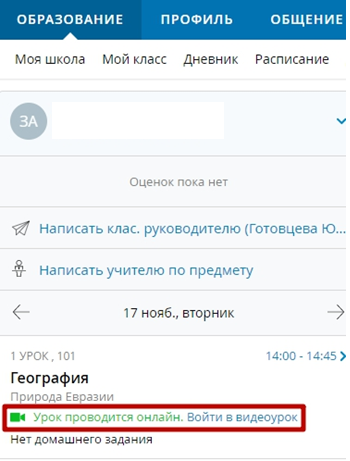 ОБРАЗОВАНИЕ ПРОФИЛЬ ОБЩЕНИЕ
Моя школа Мой класс Дневник Расписание
ЗА
Оценок пока нет
Написать клас. руководителю (Готовцева Ю...
Написать учителю по предмету
17 нояб., вторник
1 УРОК , 101 14:00 - 14:45
География
Природа Евразии
Урок проводится онлайн. Войти в видеоурок
Нет домашнего задания